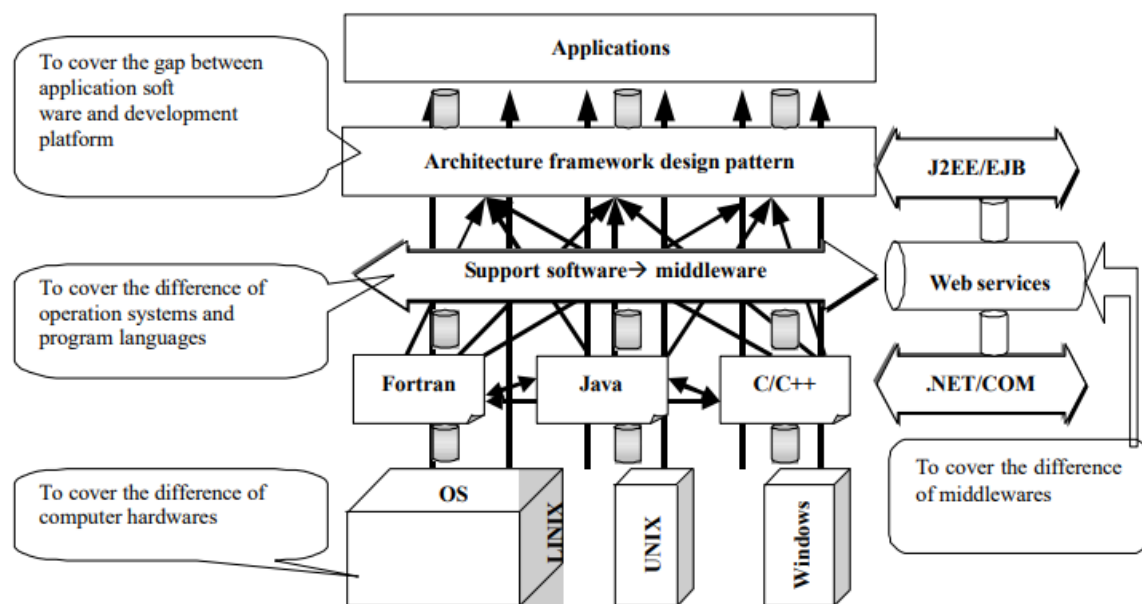 Applications
To cover the gap between
application soft
ware and development
platform
Architecture framework design pattern
J2EE/EJB
Support software→ middleware
Web services
To cover the difference of
operation systems and
program languages
Fortran
Java
C/C++
.NET/COM
To cover the difference of
computer hardwares
OS
LINIX
UNIX
Windows
To cover the difference
of middlewares